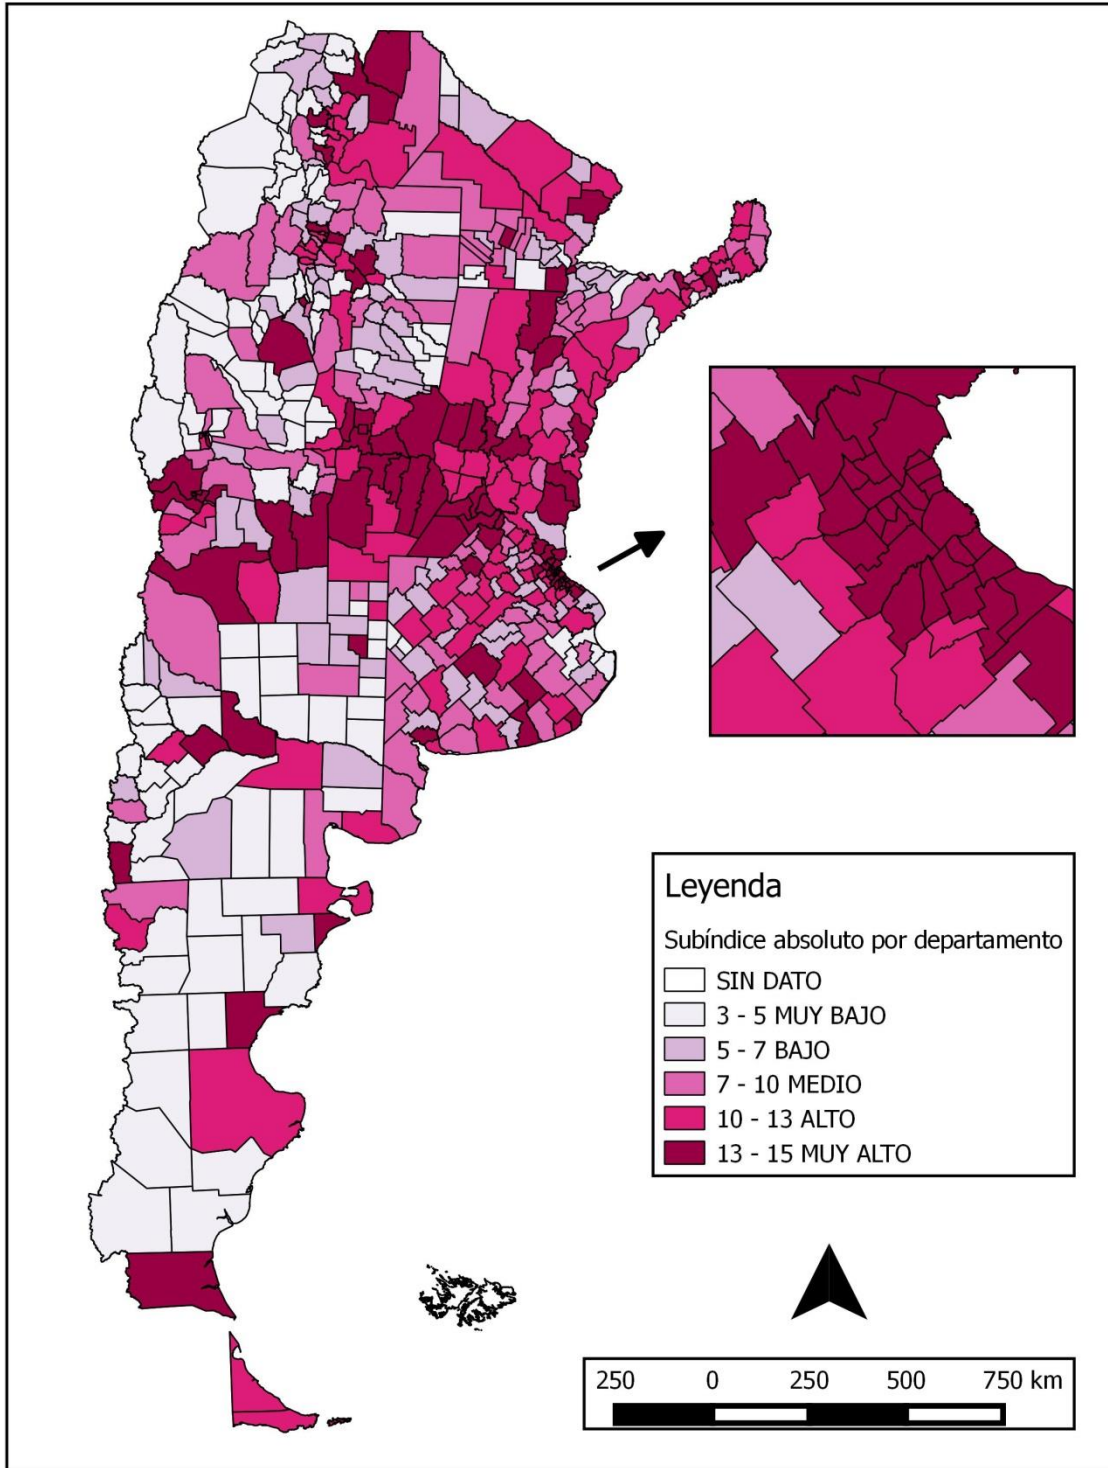 Leyenda
Subíndice absoluto por departamento
SIN DATO
3 - 5 MUY BAJO
5 - 7 BAJO
7 - 10 MEDIO
10 - 13 ALTO
13 - 15 MUY ALTO
250 0 250 500 750 km